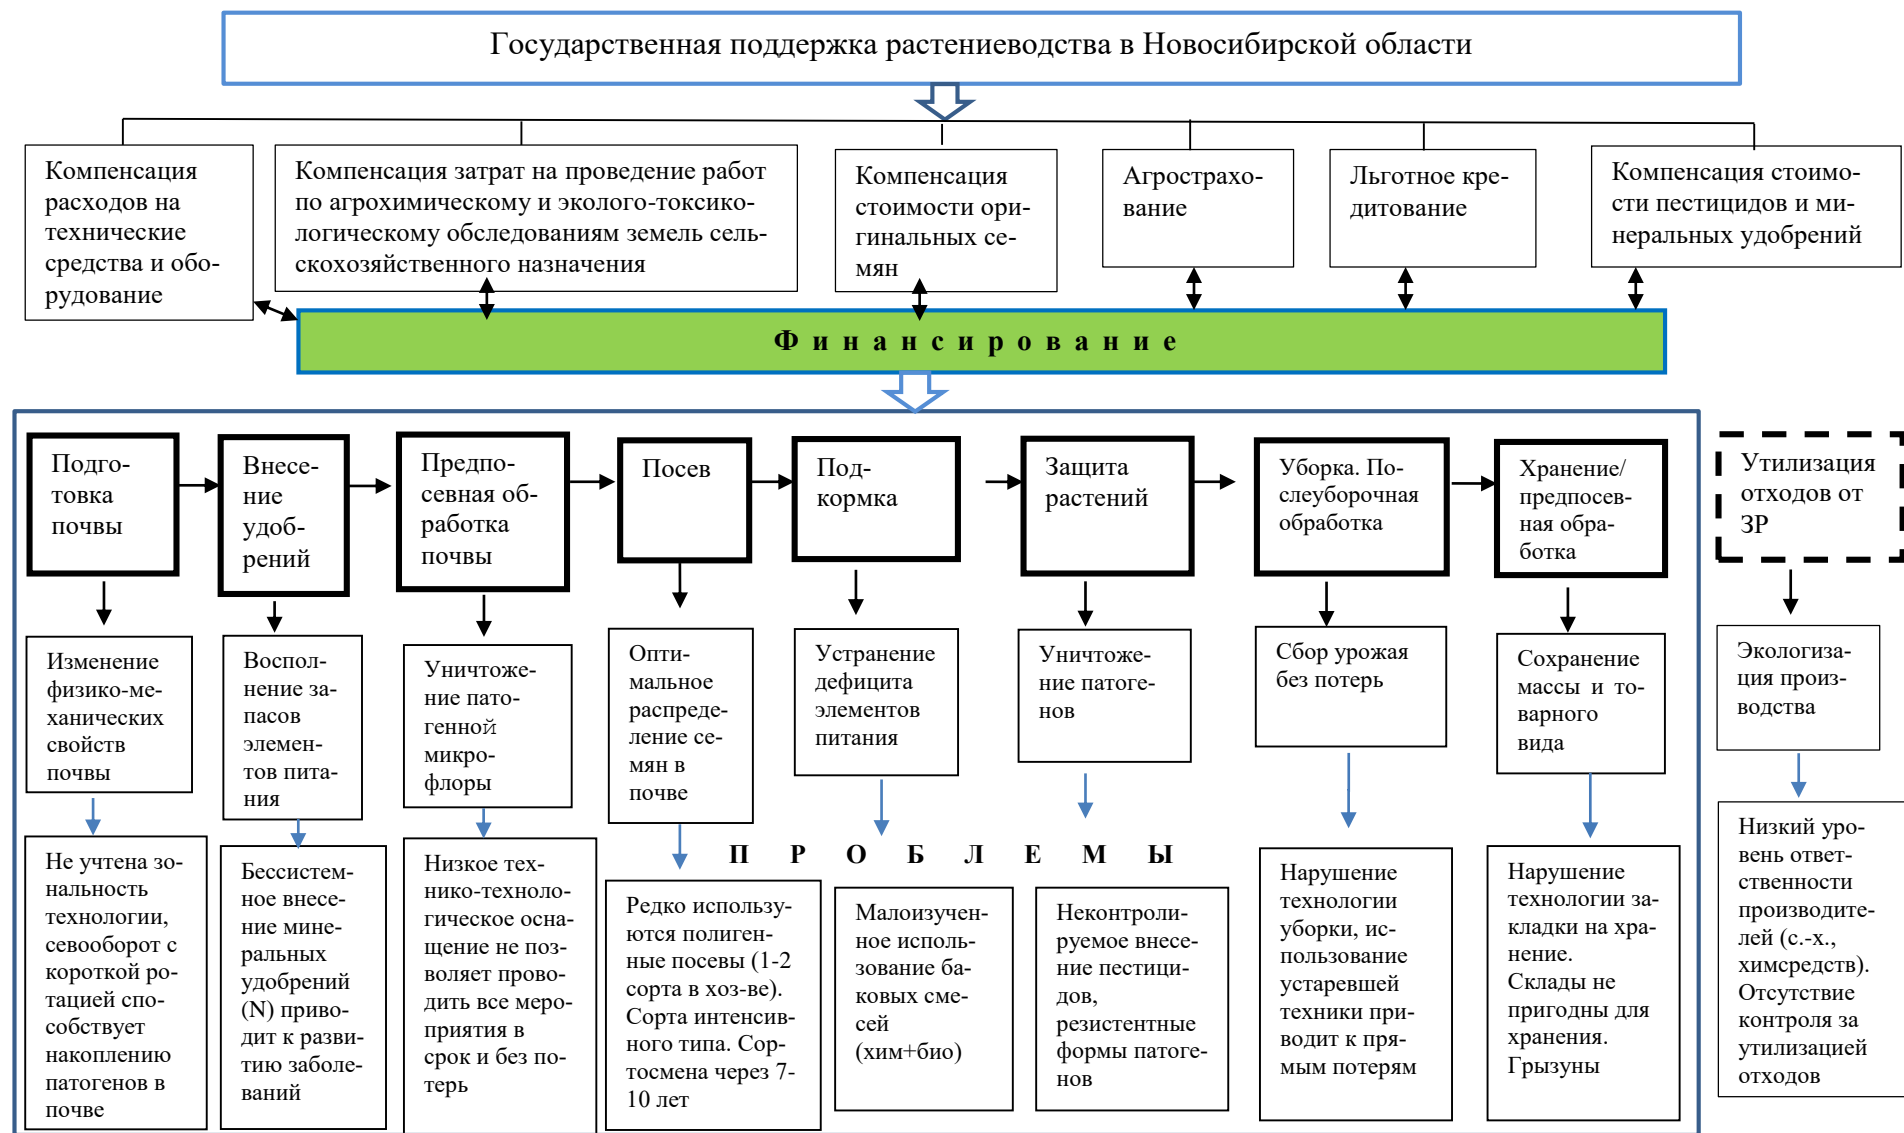 Государственная поддержка растениеводства в Новосибирской области
Компенсация
расходов на
технические
средства и обо-
рудование
Компенсация затрат на проведение работ
по агрохимическому и эколого-токсико-
логическому обследованиям земель сель-
скохозяйственного назначения
Компенсация
стоимости ори-
гинальных се-
мян
Агрострахо-
вание
Льготное кре-
дитование
Компенсация стоимо-
сти пестицидов и ми-
неральных удобрений
Финансирование
Подго-
товка
почвы
Внесе-
ние
удоб-
рений
Предпо-
севная об-
работка
почвы
Посев
Под-
кормка
Защита
растений
Уборка. По-
слеуборочная
обработка
Хранение/
предпосев-
ная обра-
ботка
Утилизация
отходов от
ЗР
Изменение
физико-ме-
ханических
свойств
почвы
Воспол-
нение за-
пасов
элемен-
тов пита-
ния
Уничтоже-
ние пато-
генной
микро-
флоры
Опти-
мальное
распреде-
ление се-
мян в
почве
Устранение
дефицита
элементов
питания
Уничтоже-
ние патоге-
нов
Сбор урожая
без потерь
Сохранение
массы и то-
варного
вида
Экологиза-
ция произ-
водства
ПРОБЛЕМЫ
Не учтена зо-
нальность
технологии,
севооборот с
короткой ро-
тацией спо-
собствует
накоплению
патогенов в
почве
Бессистем-
ное внесе-
ние мине-
ральных
удобрений
(N) приво-
дит к разви-
тию заболе-
ваний
Низкое тех-
нико-техноло-
гическое осна-
щение не поз-
воляет прово-
дить все меро-
приятия в
срок и без по-
терь
Редко использу-
ются полиген-
ные посевы (1-2
сорта в хоз-ве).
Сорта интенсив-
ного типа. Сор-
тосмена через 7-
10 лет
Малоизучен-
ное исполь-
зование ба-
ковых сме-
сей
(хим+био)
Неконтроли-
руемое внесе-
ние пестици-
дов,
резистентные
формы патоге-
нов
Нарушение
технологии
уборки, ис-
пользование
устаревшей
техники при-
водит к пря-
мым потерям
Нарушение
технологии за-
кладки на хра-
нение.
Склады не
пригодны для
хранения.
Грызуны
Низкий уро-
вень ответ-
ственности
производите-
лей (с.-х.,
химсредств).
Отсутствие
контроля за
утилизацией
отходов